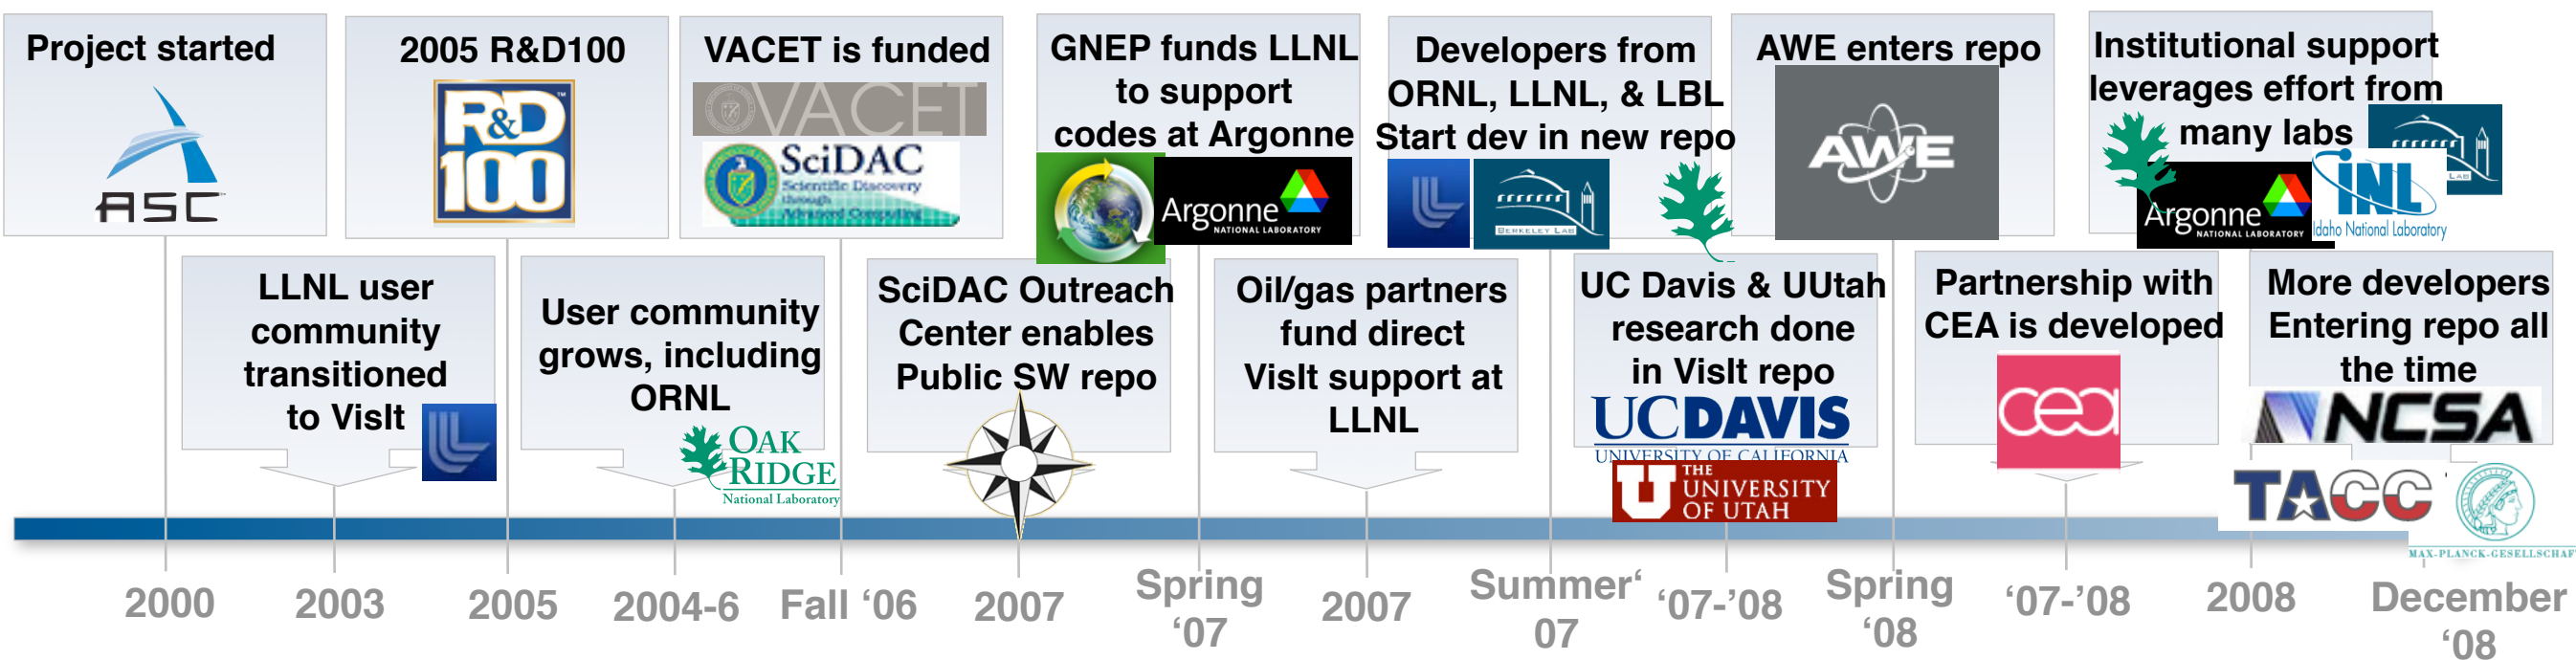 Project started
ASC
2005 R&D100
R&D
100
VACET is funded
VACET
SciDAC
Scientific Discovery
through
Advanced Computing
GNEP funds LLNL
to support
codes at Argonne
Argonne
NATIONAL LABORATORY
Developers from
ORNL, LLNL, & LBL
Start dev in new repo
BERKELEY LAB
AWE enters repo
AWE
Institutional support
leverages effort from
many labs
LAB
Argonne
NATIONAL LABORATORY
INL
Idaho National Laboratory
LLNL user
community
transitioned
to VisIt
User community
grows, including
ORNL
OAK
RIDGE
National Laboratory
SciDAC Outreach
Center enables
Public SW repo
Oil/gas partners
fund direct
VisIt support at
LLNL
UC Davis & UUtah
research done
in VisIt repo
UCDAVIS
UNIVERSITY OF CALIFORNIA
U THE
UNIVERSITY
OF UTAH
Partnership with
CEA is developed
cea
More developers
Entering repo all
the time
NCSA
TACC
MAX-PLANCK-GESELLSCHAF
2000
2003
2005
2004-6
Fall ‘06
2007
Spring
‘07
2007
Summer‘
07
‘07-’08
Spring
‘08
‘07-’08
2008
December
‘08